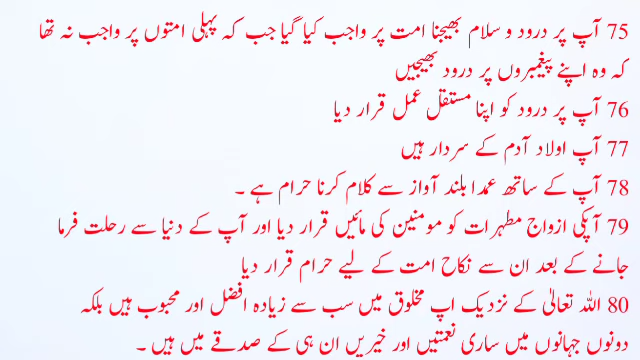 75 آپ پر درود و سلام بھیجنا امت پر واجب کیا گیا جب کہ پہلی امتوں پر واجب نہ تھا
کہ وہ اپنے پیغمبروں پر درود بھیجیں
76 آپ پر درود کو اپنا مستقل عمل قرار دیا
77 آپ اولاد آدم کے سردار ہیں
78 آپ کے ساتھ عمدا بلند آواز سے کلام کرنا حرام ہے ۔
79 آپکی ازواج مطہرات کو مومنین کی مائیں قرار دیا اور آپ کے دنیا سے رحلت فرما
جانے کے بعد ان سے نکاح امت کے لیے حرام قرار دیا
80 اللہ تعالیٰ کے نزدیک اپ مخلوق میں سب سے زیادہ افضل اور محبوب ہیں بلکہ
دونوں جہانوں میں ساری نعمتیں اور خیریں ان ہی کے صدقے میں ہیں ۔